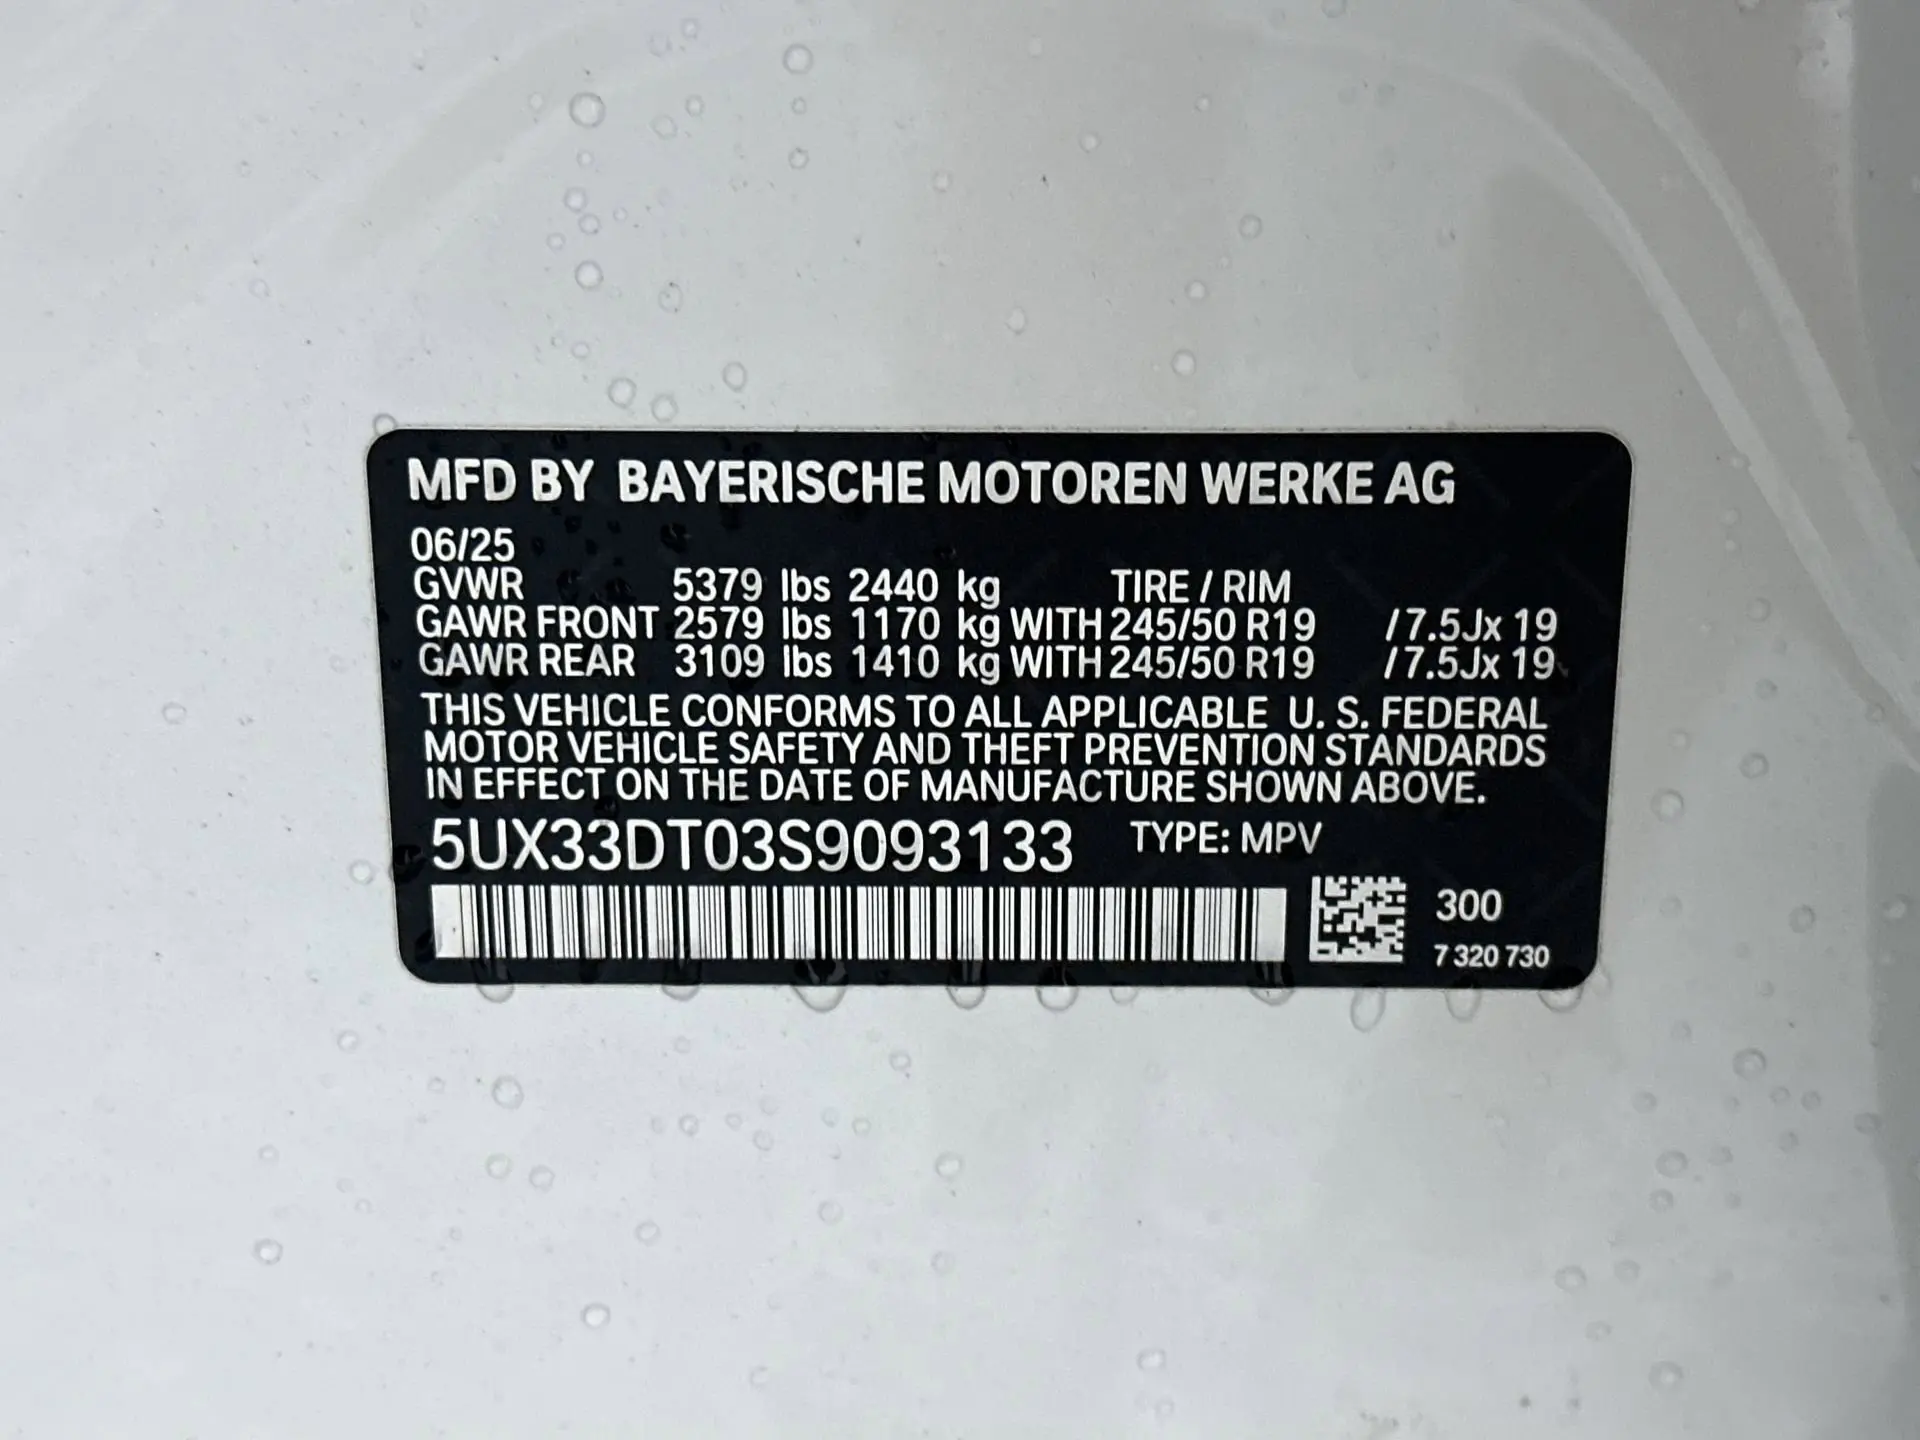 MFD BY BAYERISCHE MOTOREN WERKE AG
06/25
GVWR 5379 lbs 2440 kg TIRE / RIM
GAWR FRONT 2579 lbs 1170 kg WITH 245/50 R19 /7.5Jx 19
GAWR REAR 3109 lbs 1410 kg WITH 245/50 R19 /7.5Jx 19
THIS VEHICLE CONFORMS TO ALL APPLICABLE U. S. FEDERAL
MOTOR VEHICLE SAFETY AND THEFT PREVENTION STANDARDS
IN EFFECT ON THE DATE OF MANUFACTURE SHOWN ABOVE.
5UX33DT03S9093133 TYPE: MPV
300
7 320 730